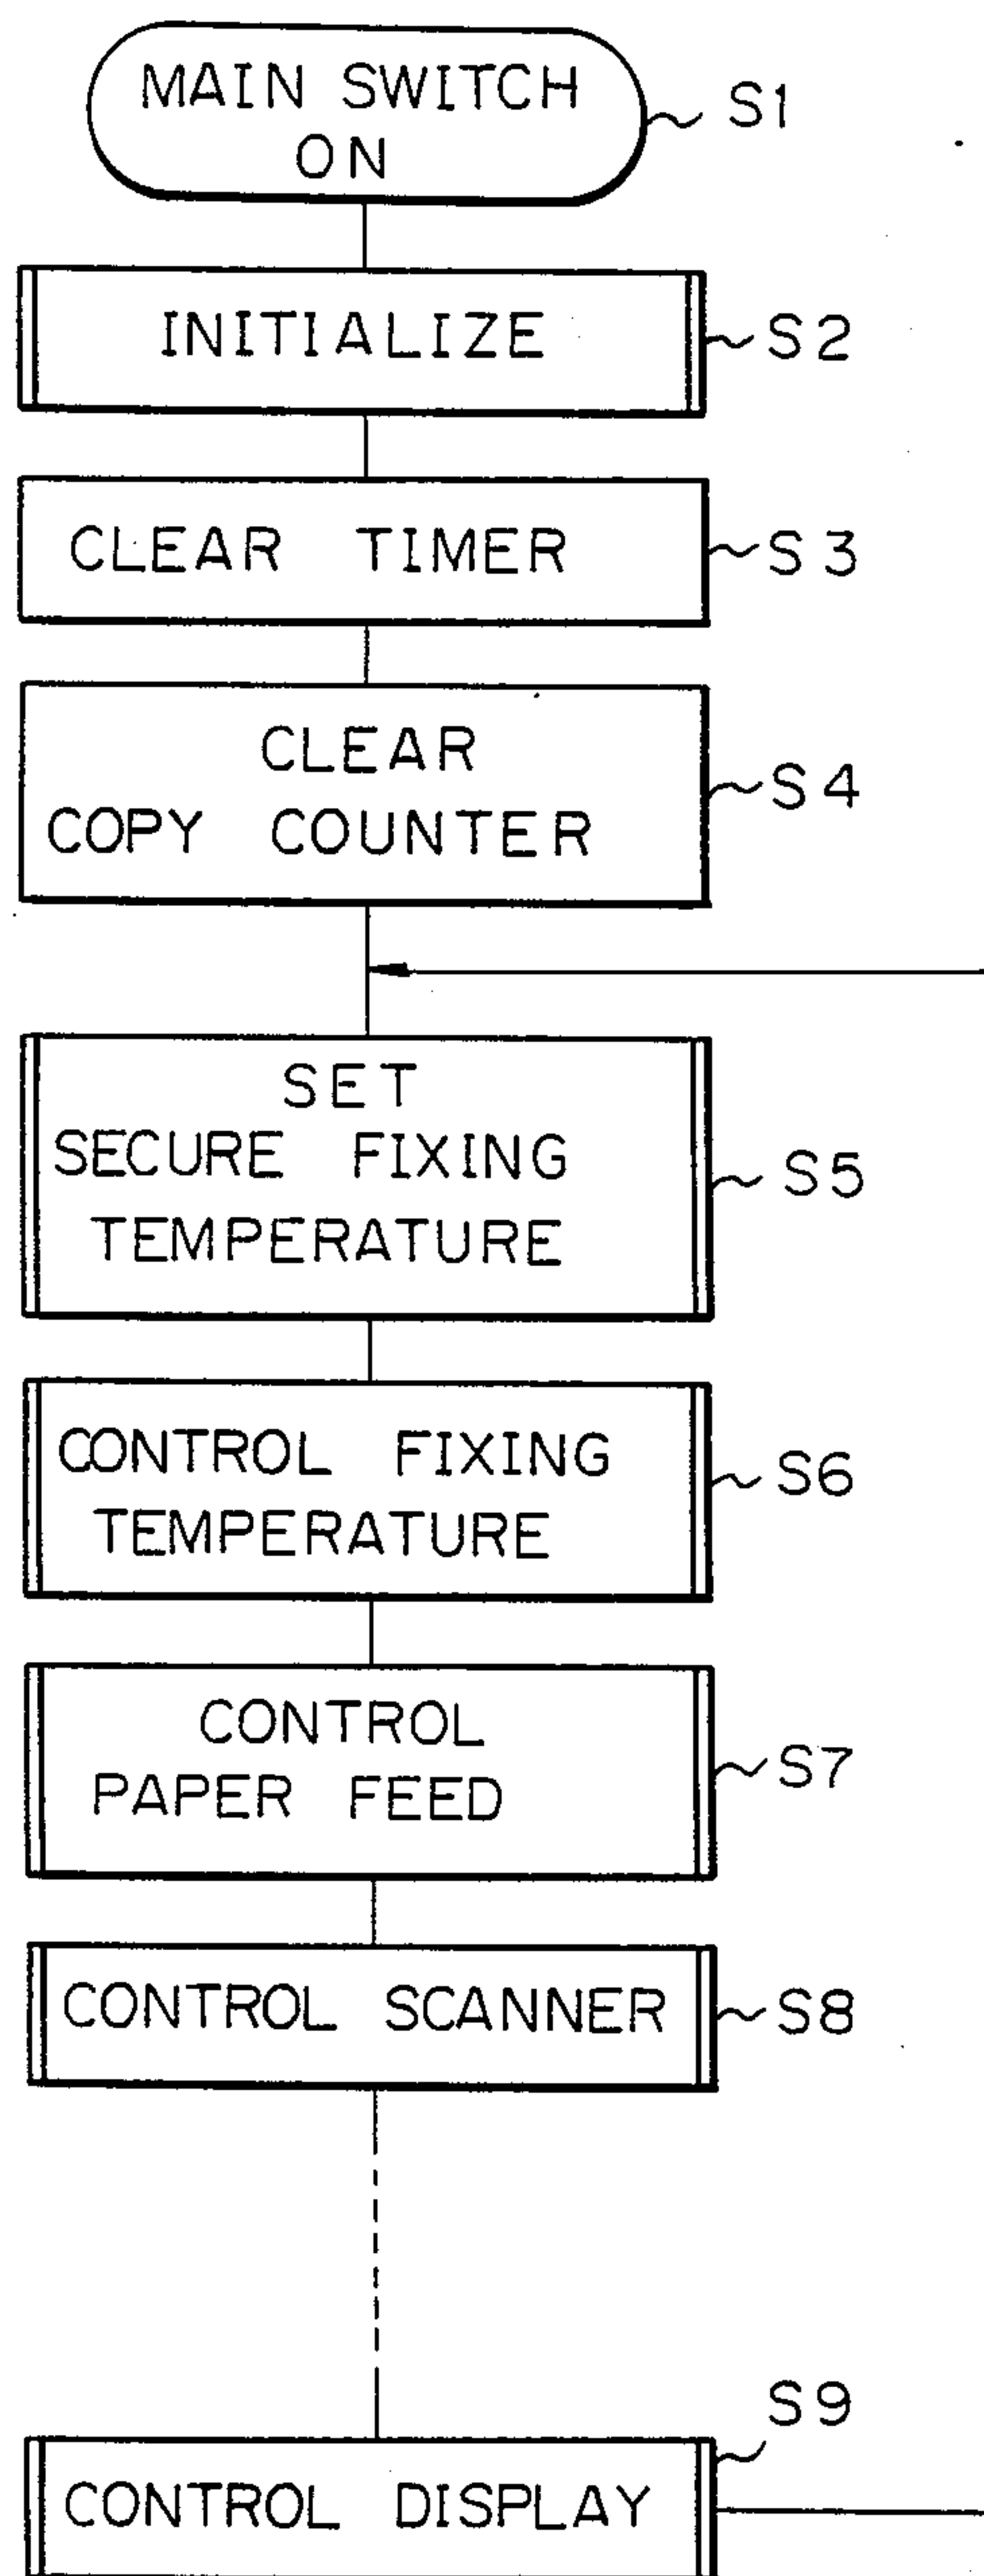 MAIN SWITCH
ON
S1
INITIALIZE
S2
CLEAR TIMER
S3
CLEAR
COPY COUNTER
S4
SET
SECURE FIXING
TEMPERATURE
S5
CONTROL FIXING
TEMPERATURE
S6
CONTROL
PAPER FEED
S7
CONTROL SCANNER
S8
S9
CONTROL DISPLAY